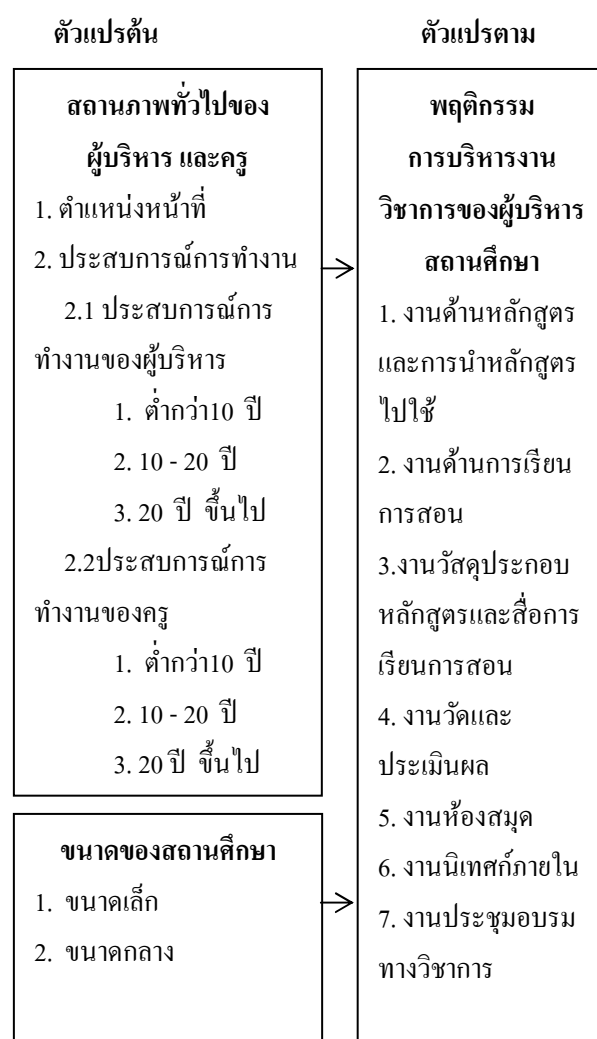 ตัวแปรต้น
ตัวแปรตาม
สถานภาพทั่วไปของ
ผู้บริหาร และครู
1. ตำแหน่งหน้าที่
2. ประสบการณ์การทำงาน
2.1 ประสบการณ์การ
ทำงานของผู้บริหาร
1. ต่ำกว่า10 ปี
2. 10 - 20 ปี
3. 20 ปี ขึ้นไป
2.2ประสบการณ์การ
ทำงานของครู
1. ต่ำกว่า10 ปี
2. 10 - 20 ปี
3. 20 ปี ขึ้นไป
ขนาดของสถานศึกษา
1. ขนาดเล็ก
2. ขนาดกลาง
พฤติกรรม
การบริหารงาน
วิชาการของผู้บริหาร
สถานศึกษา
1. งานด้านหลักสูตร
และการนำหลักสูตร
ไปใช้
2. งานด้านการเรียน
การสอน
3.งานวัสดุประกอบ
หลักสูตรและสื่อการ
เรียนการสอน
4. งานวัดและ
ประเมินผล
5. งานห้องสมุด
6. งานนิเทศก์ภายใน
7. งานประชุมอบรม
ทางวิชาการ